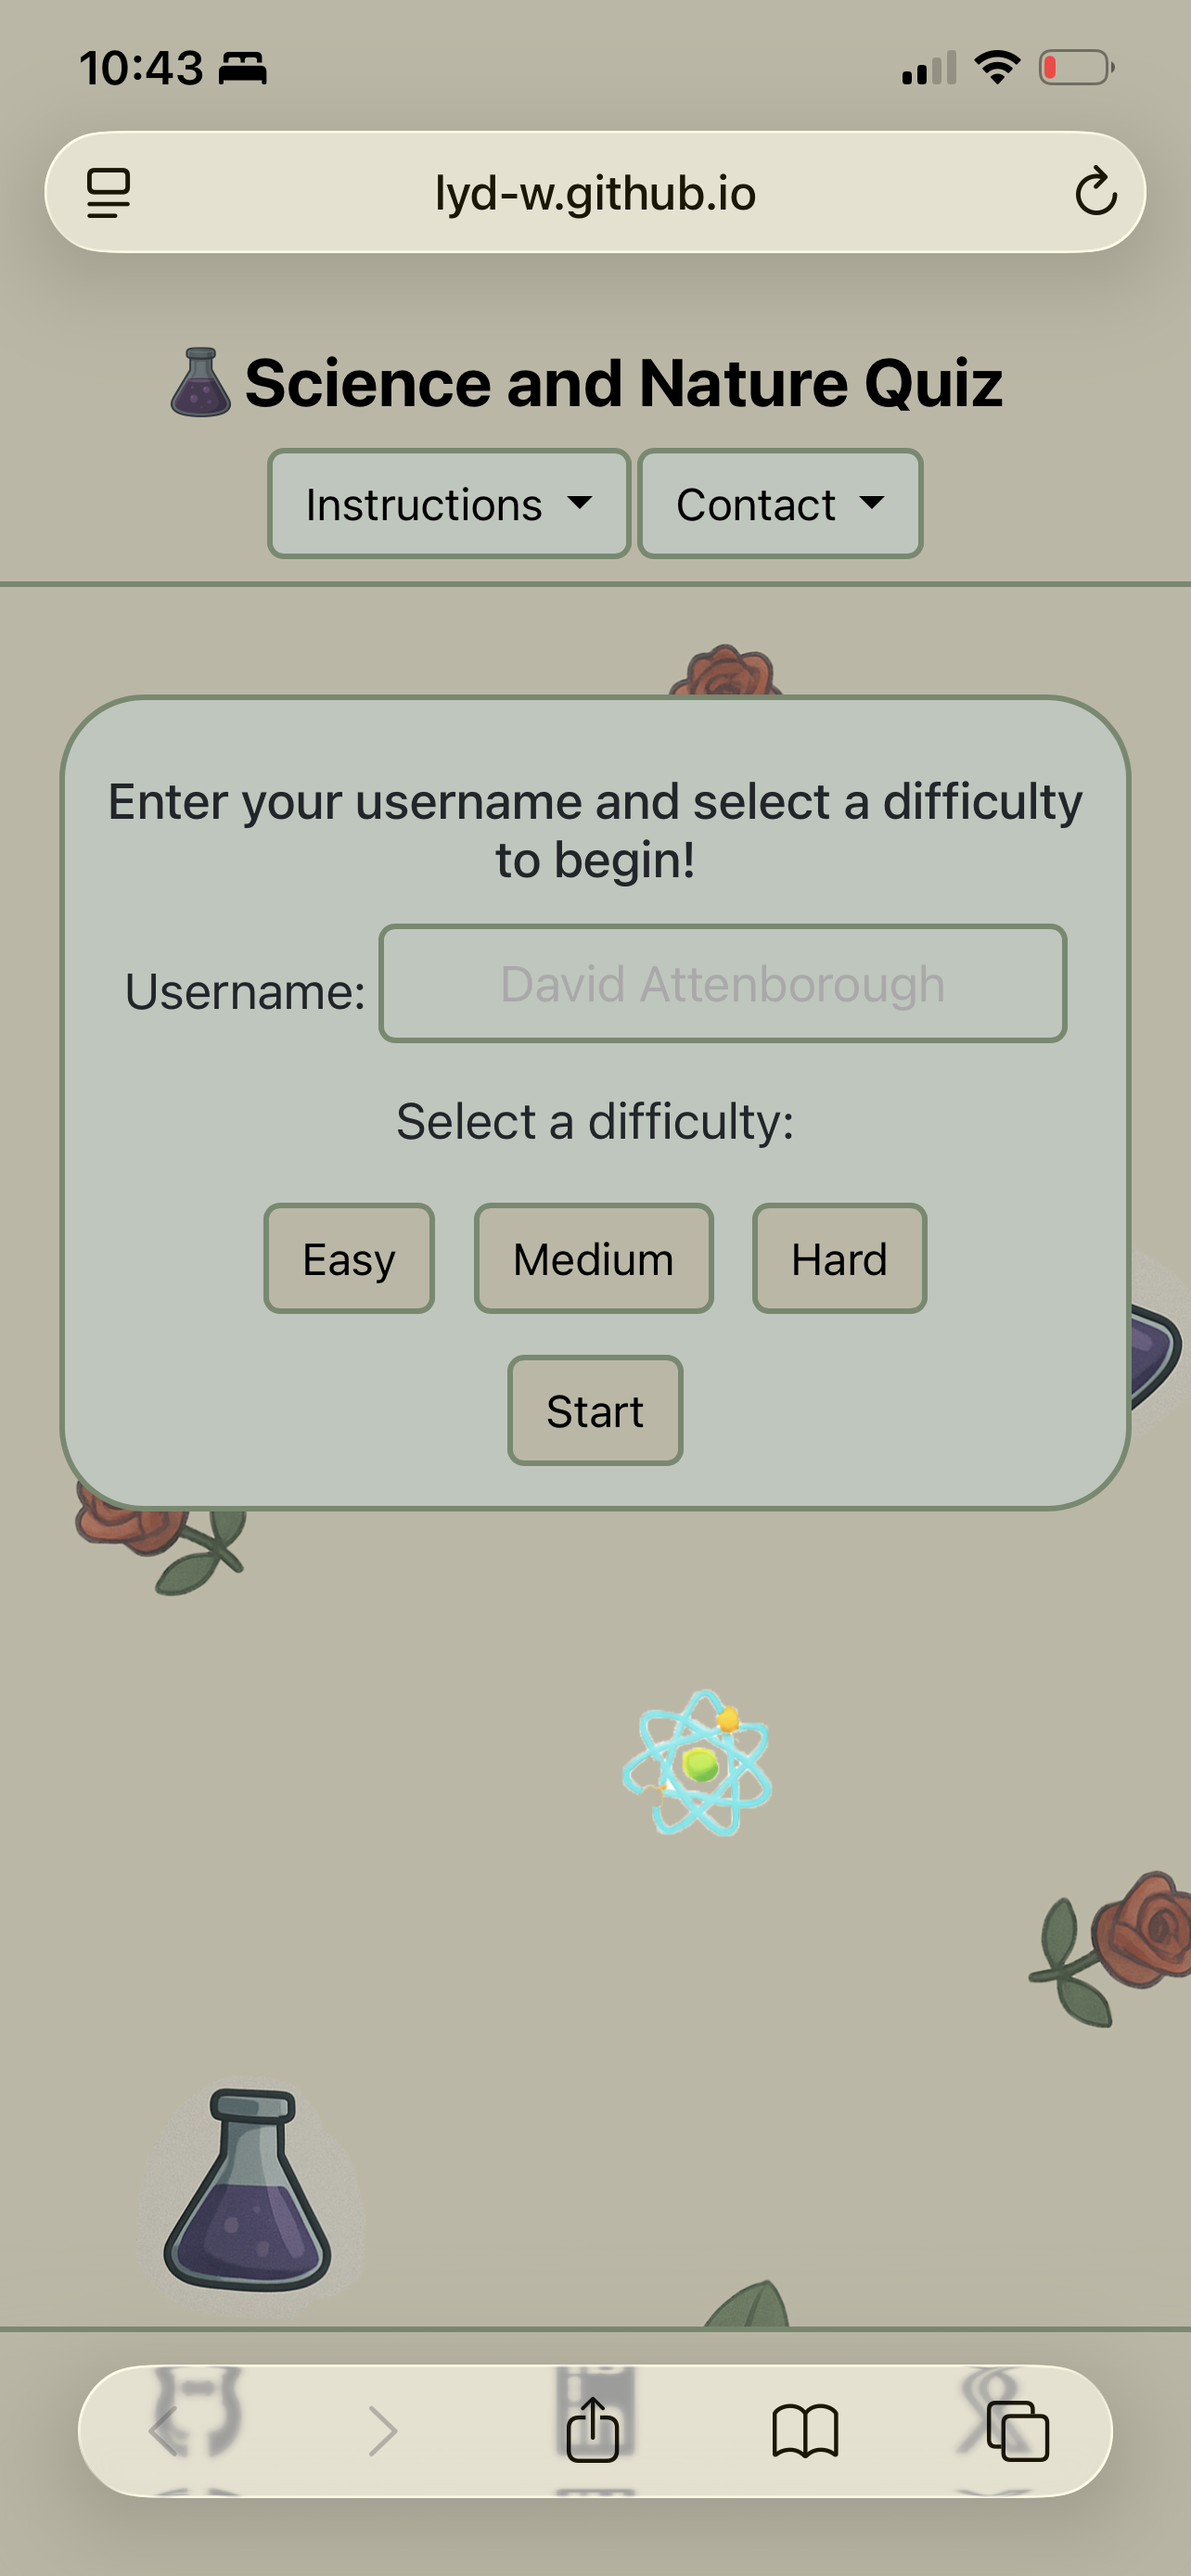 10:43
lyd-w.github.io
Science and Nature Quiz
Instructions Contact
Enter your username and select a difficulty
to begin!
Username: David Attenborough
Select a difficulty:
Easy Medium Hard
Start